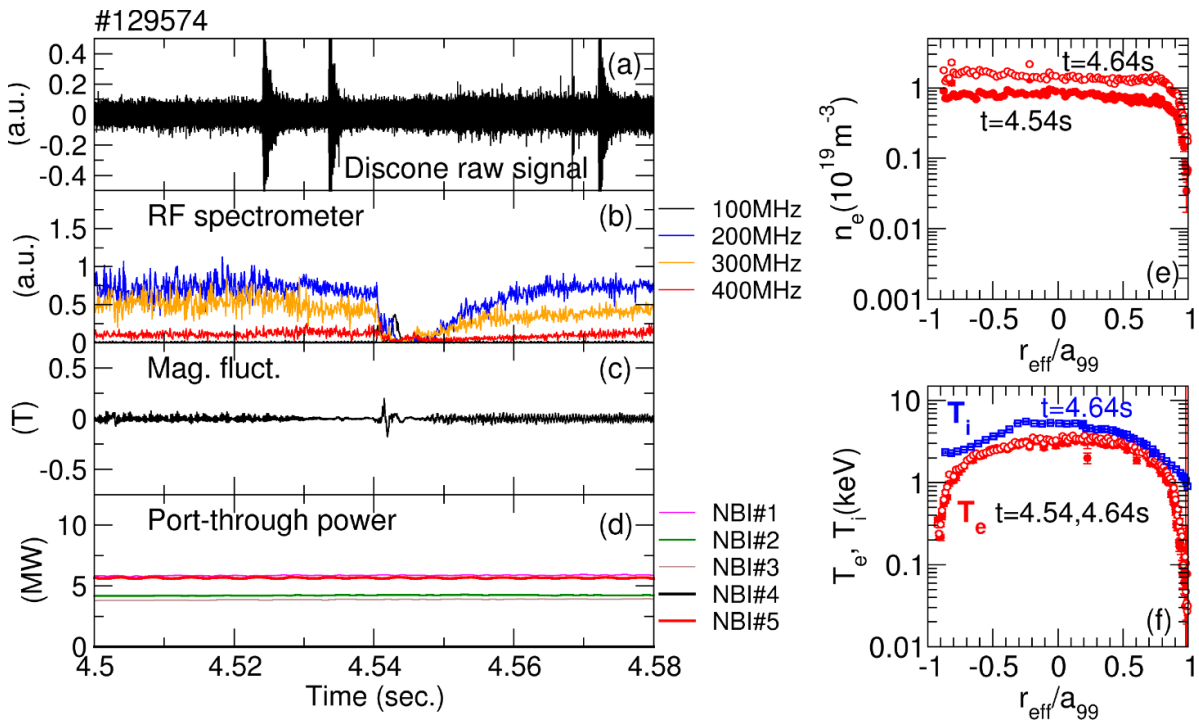 #129574
0.4
0.2
0
-0.2
-0.4
(a.u.)
(a)
Discone raw signal
RF spectrometer
(b)
1.5
1
0.5
0
(a.u.)
100MHz
200MHz
300MHz
400MHz
Mag. fluct.
(c)
0.5
0
-0.5
(T)
Port-through power
(d)
10
5
0
(MW)
NBI#1
NBI#2
NBI#3
NBI#4
NBI#5
4.5 4.52 4.54 4.56 4.58
Time (sec.)
t=4.64s
t=4.54s
1
0.1
0.01
0.001
n_e(10^19 m^-3)
(e)
-1 -0.5 0 0.5 1
r_eff/a_99
10
1
0.1
0.01
T_e, T_i(keV)
T_i
t=4.64s
T_e t=4.54,4.64s
(f)
-1 -0.5 0 0.5 1
r_eff/a_99